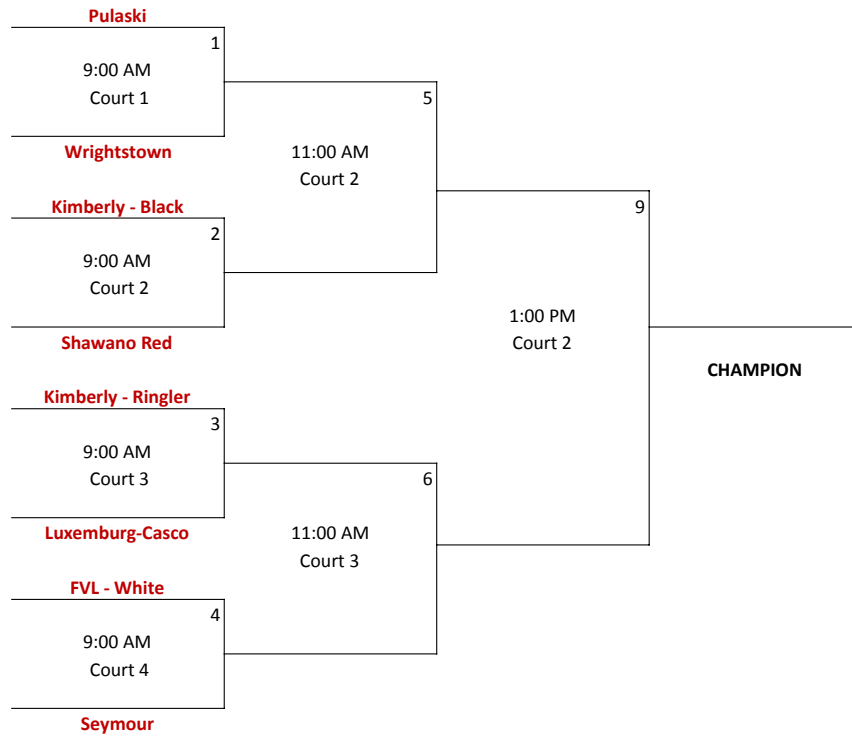 Pulaski
1
9:00 AM
Court 1
Wrightstown
5
11:00 AM
Court 2
Kimberly - Black
2
9:00 AM
Court 2
Shawano Red
9
1:00 PM
Court 2
CHAMPION
Kimberly - Ringler
3
9:00 AM
Court 3
Luxemburg-Casco
6
11:00 AM
Court 3
FVL - White
4
9:00 AM
Court 4
Seymour